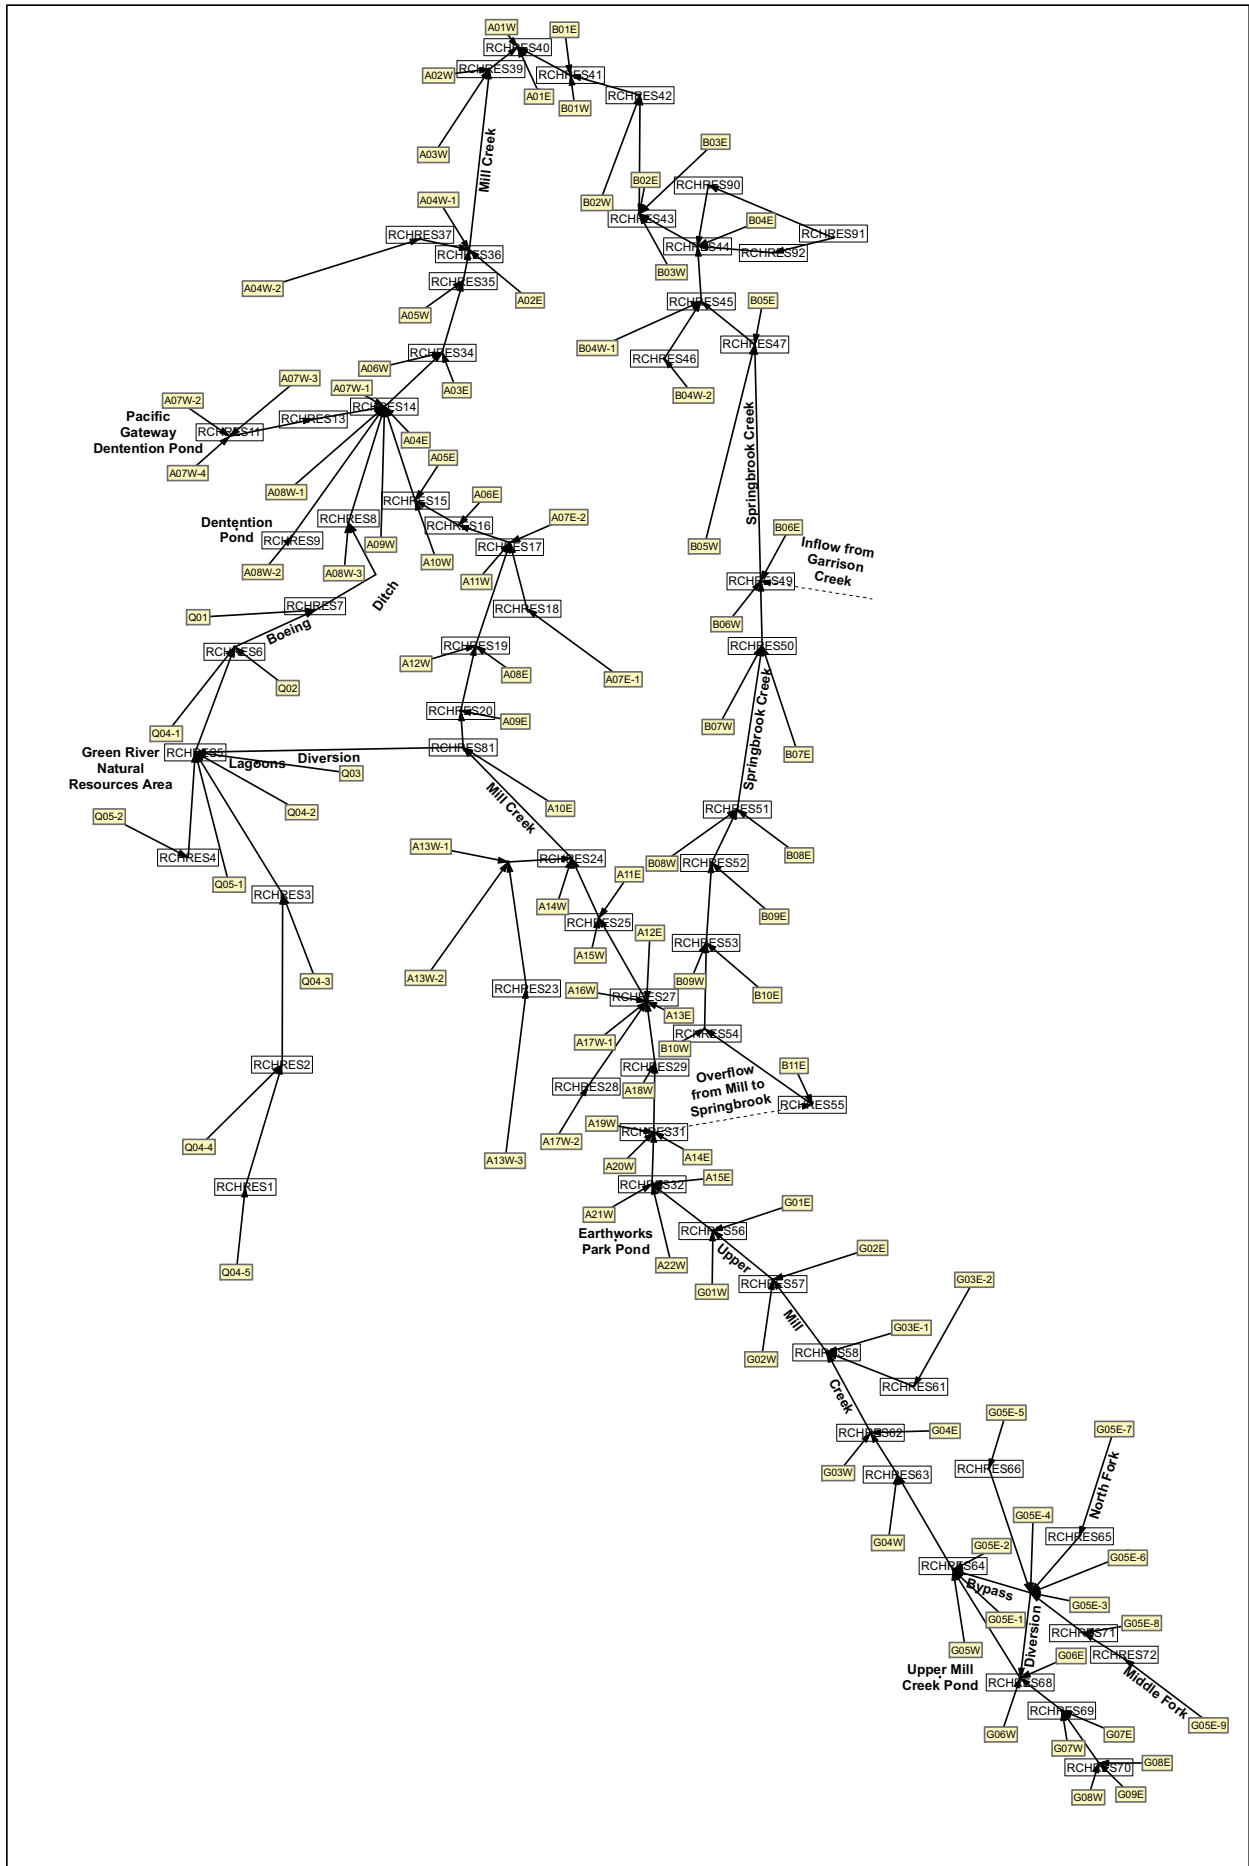 A01W
B01E
RCHRES40
RCHRES39
RCHRES41
A02W
A01E
RCHRES42
B01W
A03W
Mill Creek
B03E
A04W-1
B02E
RCHRES90
B02W
RCHRES43
B04E
RCHRES37
RCHRES91
RCHRES36
RCHRES44
RCHRES92
B03W
A04W-2
RCHRES35
A02E
A05W
RCHRES45
B05E
B04W-1
RCHRES47
RCHRES34
RCHRES46
A06W
A03E
B04W-2
A07W-3
A07W-1
A07W-2
RCHRES14
Pacific
Gateway
Dentention Pond
RCHRES13
RCHRES11
A04E
A05E
A07W-4
A08W-1
A06E
RCHRES15
Springbrook Creek
Dentention
Pond
RCHRES8
RCHRES16
A07E-2
RCHRES9
A09W
RCHRES17
B05W
B06E
Inflow from
Garrison
Creek
A10W
A08W-2
A08W-3
A11W
RCHRES49
Ditch
RCHRES7
RCHRES18
Q01
B06W
Boeing
RCHRES6
RCHRES19
RCHRES50
A12W
A08E
A07E-1
Q02
Springbrook Creek
RCHRES20
A09E
B07W
Q04-1
Green River
Natural
Resources Area
RCHRES5
RCHRES81
B07E
Lagoons
Diversion
Q03
Mill Creek
A10E
Q05-2
Q04-2
RCHRES51
A13W-1
RCHRES4
RCHRES24
B08W
B08E
RCHRES52
A11E
Q05-1
RCHRES3
A14W
B09E
RCHRES25
A12E
A15W
RCHRES53
A13W-2
Q04-3
RCHRES23
A16W
RCHRES27
B09W
B10E
A13E
A17W-1
RCHRES54
B10W
RCHRES2
RCHRES29
B11E
Overflow
from Mill to
Springbrook
RCHRES28
A18W
RCHRES55
A19W
RCHRES31
Q04-4
A17W-2
A13W-3
A20W
A14E
RCHRES1
RCHRES32
A15E
A21W
G01E
Earthworks
Park Pond
RCHRES56
A22W
Upper
G02E
Q04-5
RCHRES57
G01W
G03E-2
Mill
G03E-1
G02W
RCHRES58
RCHRES61
Creek
G05E-5
G05E-7
RCHRES62
G04E
G03W
RCHRES63
RCHRES66
North Fork
G05E-4
RCHRES65
G04W
G05E-2
G05E-6
RCHRES64
Bypass
G05E-3
G05E-1
G05E-8
Diversion
RCHRES71
G05W
G06E
RCHRES72
Upper Mill
Creek Pond
RCHRES68
Middle Fork
RCHRES69
G05E-9
G06W
G07E
G07W
RCHRES70
G08E
G08W
G09E